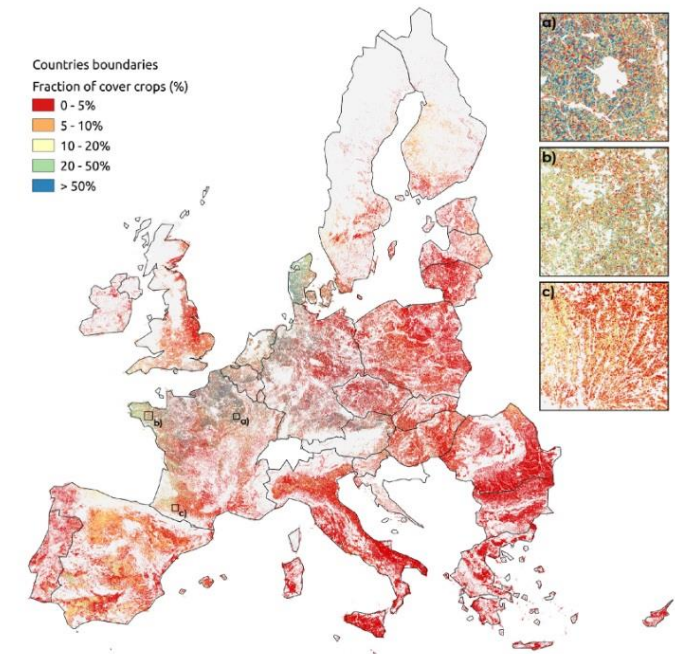 Countries boundaries
Fraction of cover crops (%)
0 - 5%
5 - 10%
10 - 20%
20 - 50%
> 50%
a)
b)
c)
a)
b)
c)